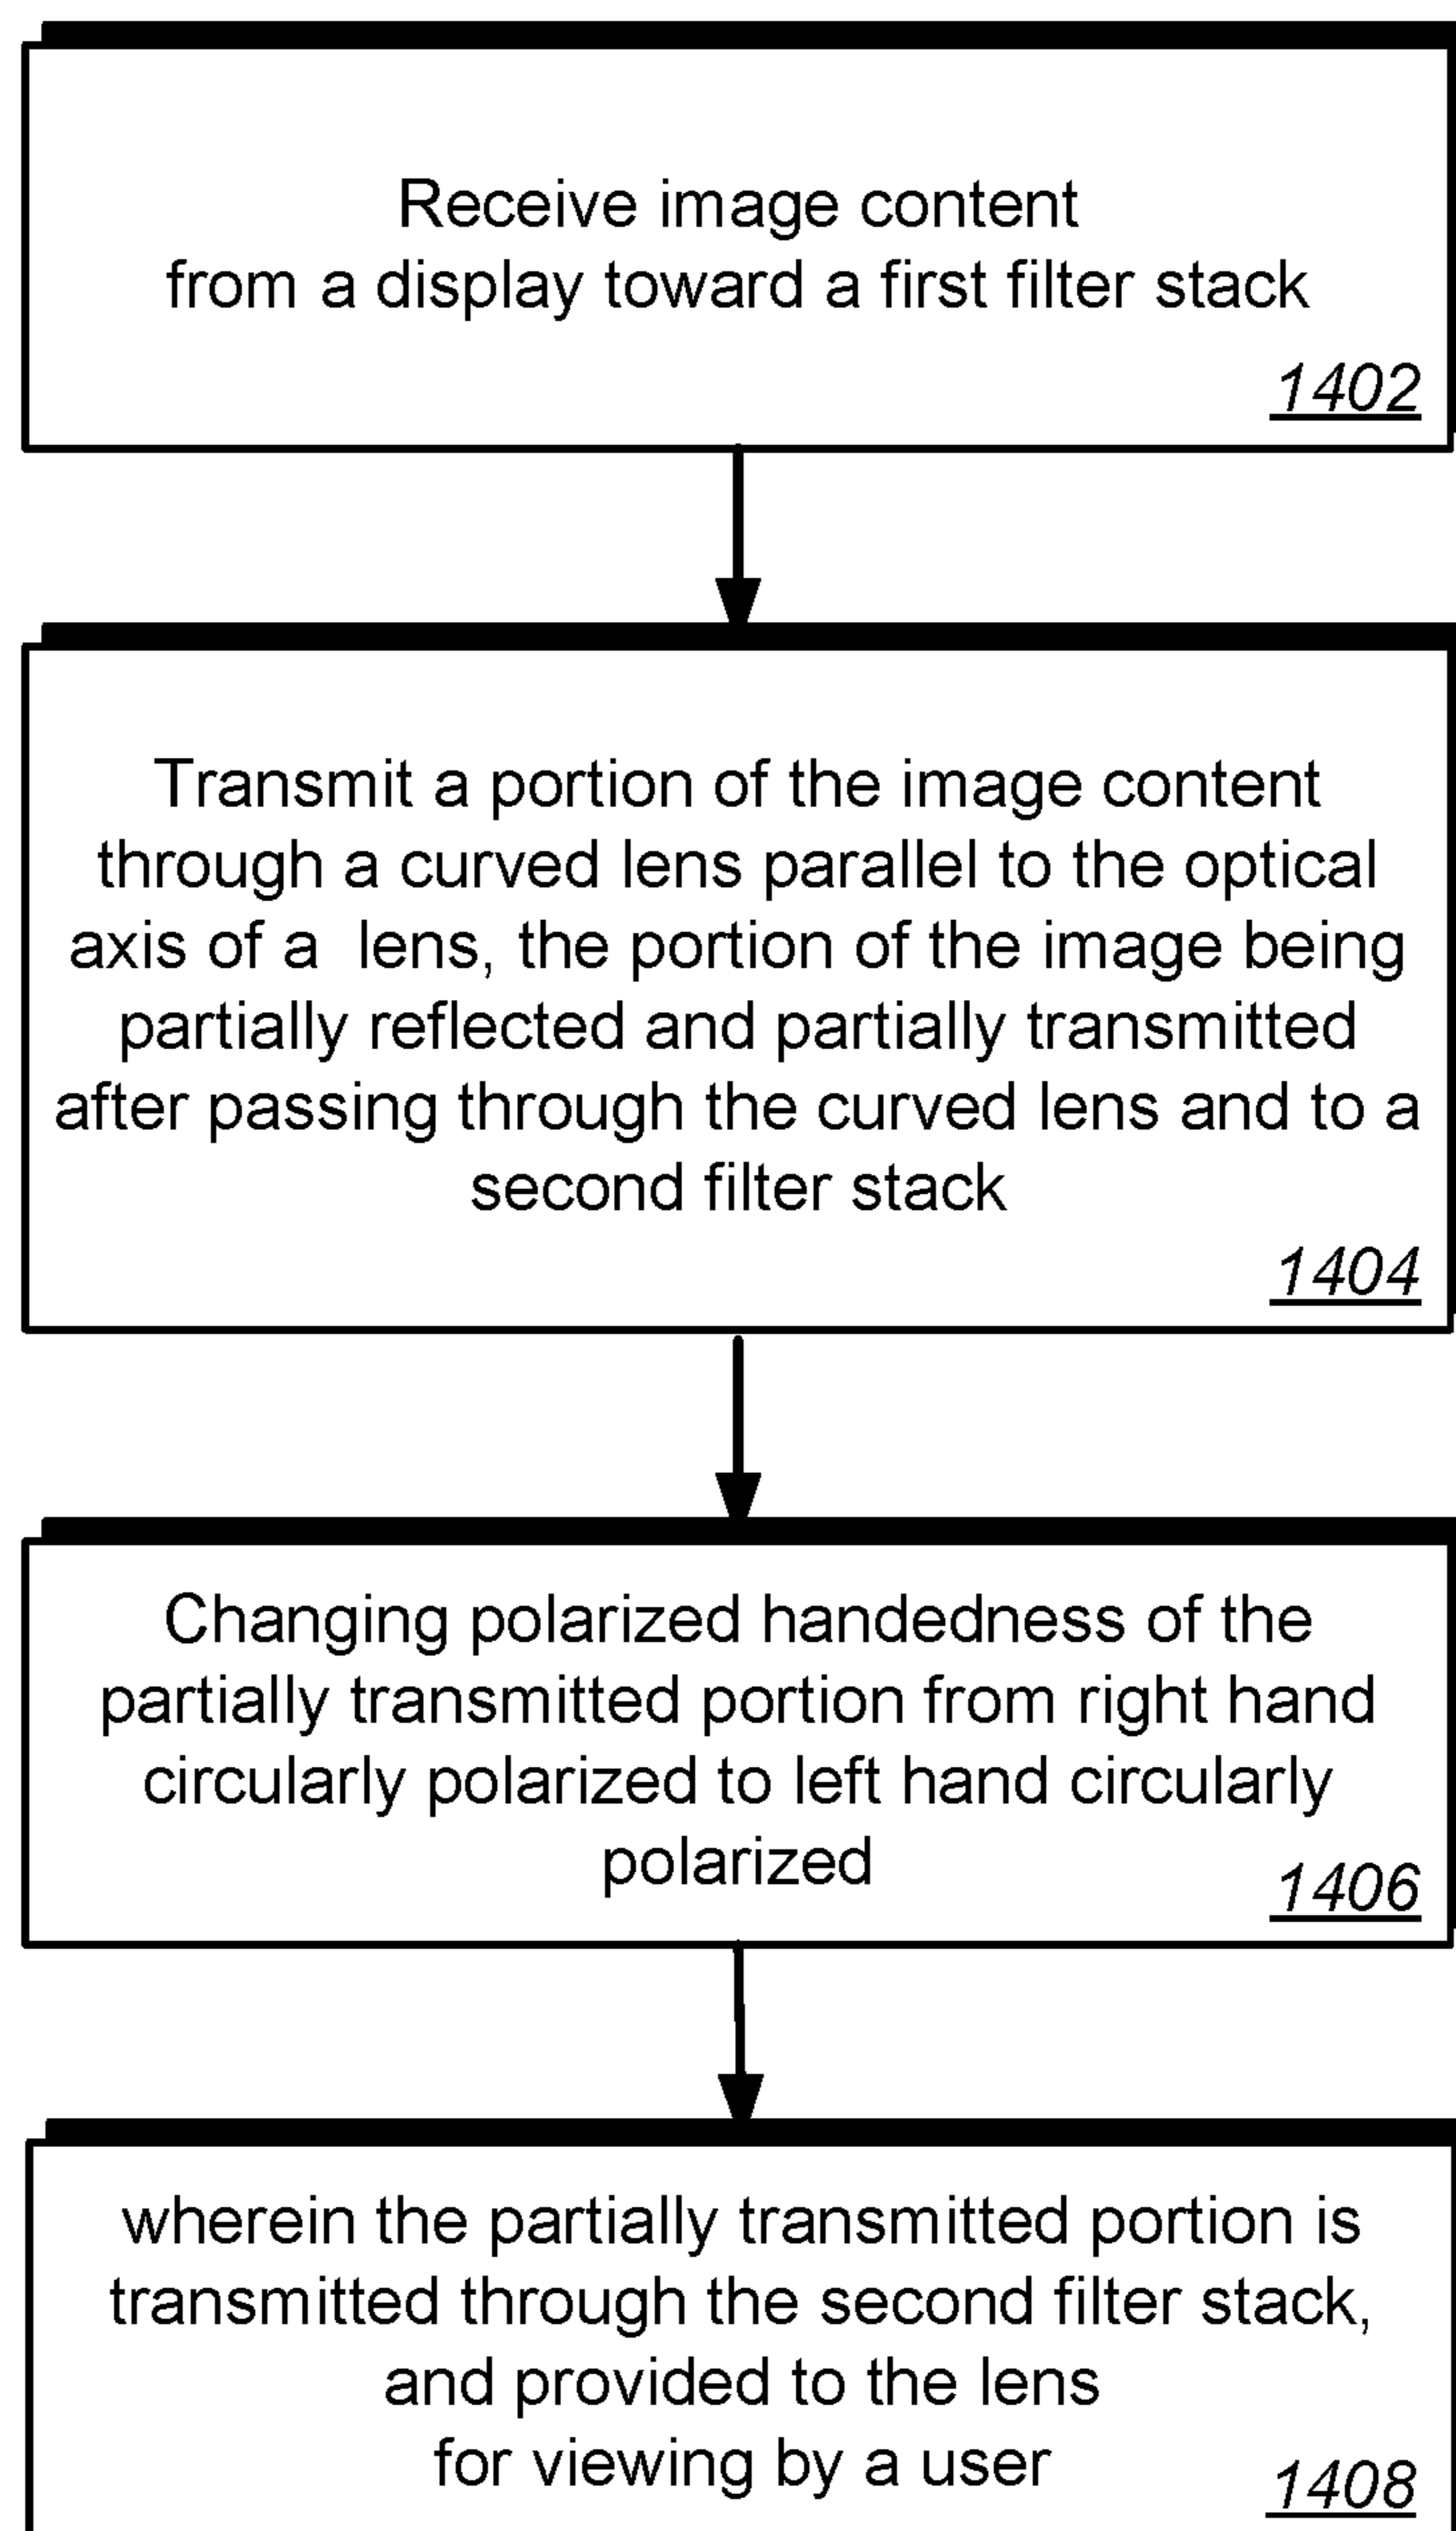 Receive image content
from a display toward a first filter stack
1402
Transmit a portion of the image content
through a curved lens parallel to the optical
axis of a  lens, the portion of the image being
partially reflected and partially transmitted
after passing through the curved lens and to a
second filter stack
1404
Changing polarized handedness of the
partially transmitted portion from right hand
circularly polarized to left hand circularly
polarized
1406
wherein the partially transmitted portion is
transmitted through the second filter stack,
and provided to the lens
for viewing by a user
1408